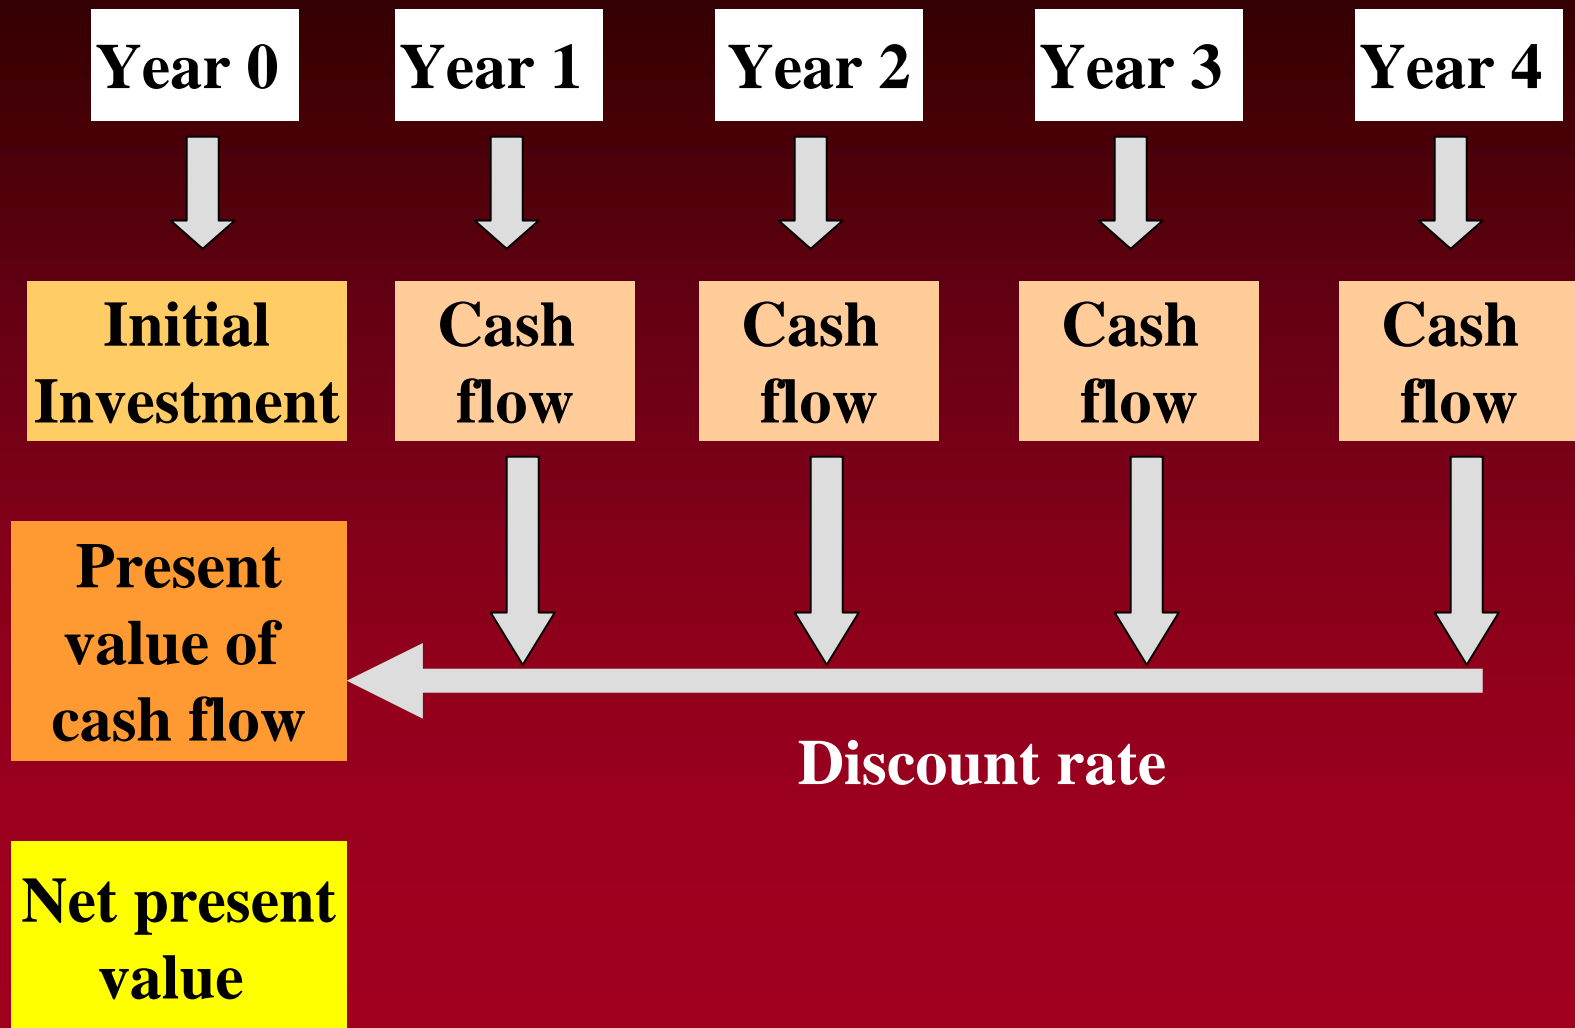 Year 0
Year 1
Year 2
Year 3
Year 4
Initial
Investment
Cash
flow
Cash
flow
Cash
flow
Cash
flow
Present
value of
cash flow
Discount rate
Net present
value